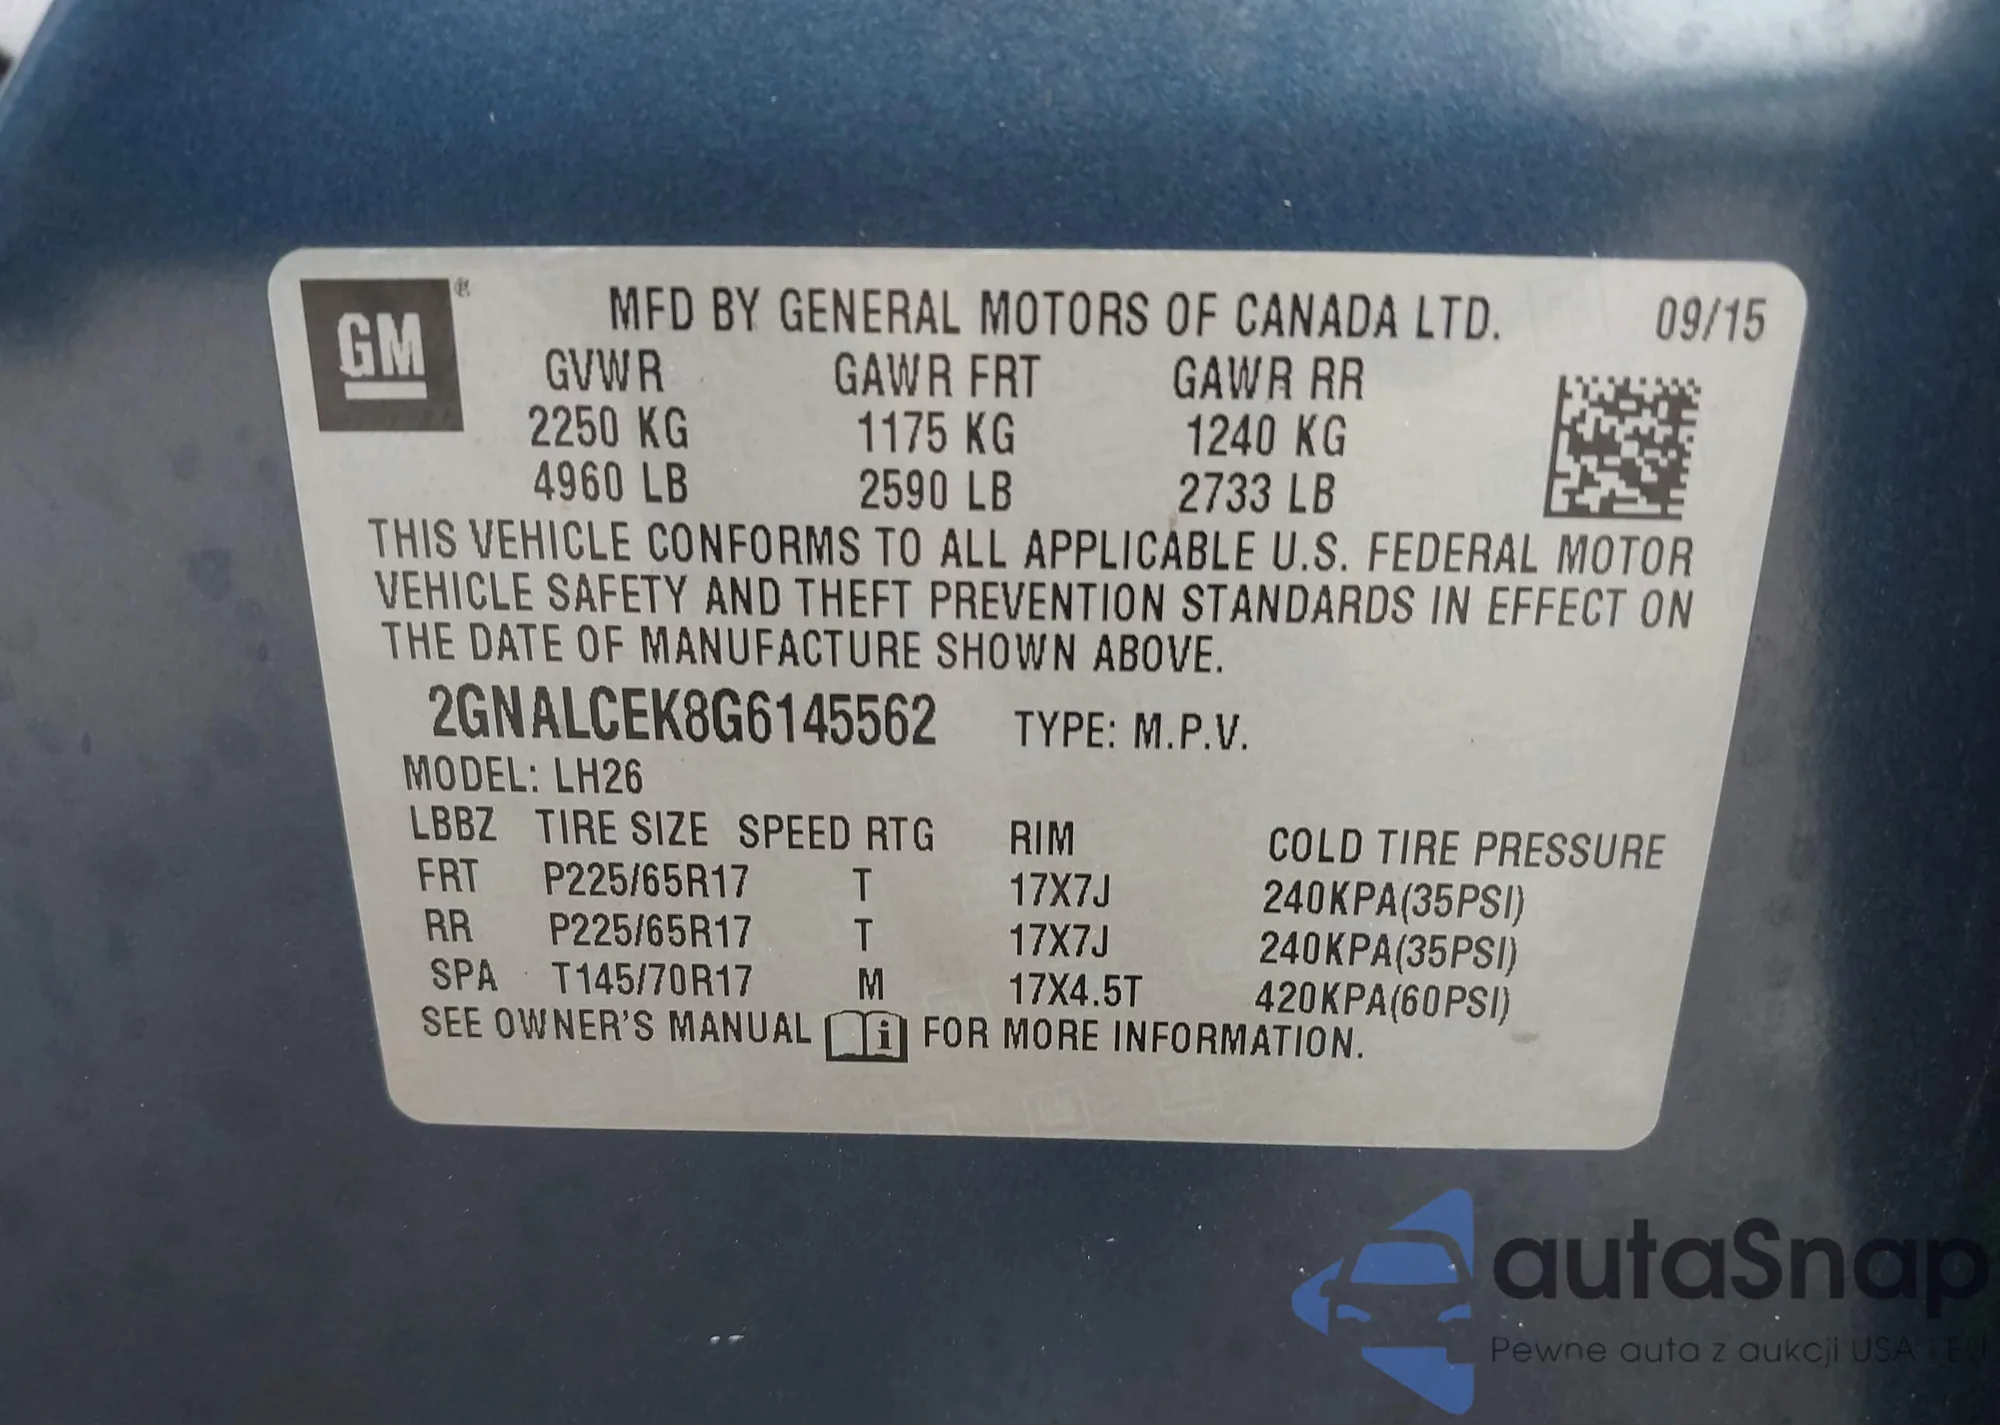 GM ®
MFD BY GENERAL MOTORS OF CANADA LTD. 09/15
GVWR GAWR FRT GAWR RR
2250 KG 1175 KG 1240 KG
4960 LB 2590 LB 2733 LB
THIS VEHICLE CONFORMS TO ALL APPLICABLE U.S. FEDERAL MOTOR
VEHICLE SAFETY AND THEFT PREVENTION STANDARDS IN EFFECT ON
THE DATE OF MANUFACTURE SHOWN ABOVE.
2GNALCEK8G6145562 TYPE: M.P.V.
MODEL: LH26
LBBZ TIRE SIZE SPEED RTG RIM COLD TIRE PRESSURE
FRT P225/65R17 T 17X7J 240KPA(35PSI)
RR P225/65R17 T 17X7J 240KPA(35PSI)
SPA T145/70R17 M 17X4.5T 420KPA(60PSI)
SEE OWNER'S MANUAL i FOR MORE INFORMATION.
autaSnap
Pewne auta z aukcji USA i EU